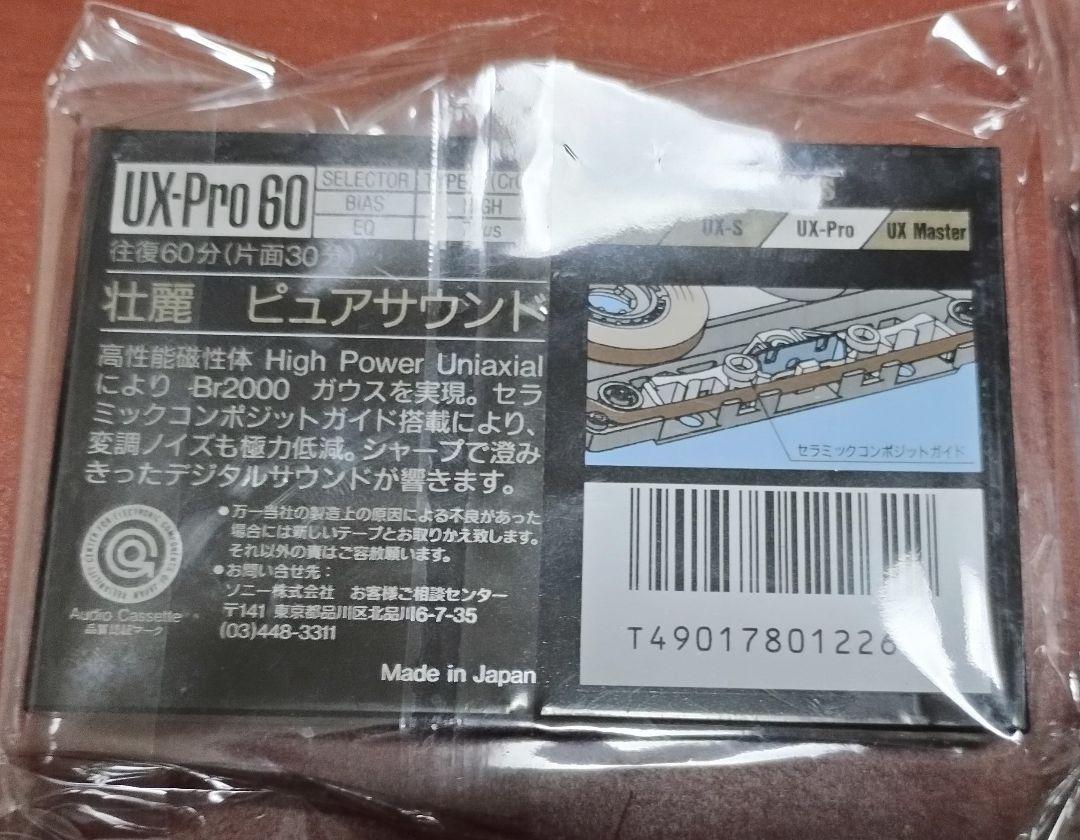 UX-Pro 60
SELECTOR
BIAS
EQ
往復60分(片面30分)
壮麗 ピュアサウンド
高性能磁性体 High Power Uniaxial
により Br2000 ガウスを実現。セラ
ミックコンポジットガイド搭載により、
変調ノイズも極力低減。シャープで澄み
きったデジタルサウンドが響きます。
●万一当社の製造上の原因による不良があった
場合には新しいテープとお取りかえ致します。
それ以外の責はご容赦願います。
●お問い合せ先：
ソニー株式会社 お客様ご相談センター
〒141 東京都品川区北品川6-7-35
(03)448-3311
Audio Cassette
品質認証マーク
Made in Japan
UX-S UX-Pro UX Master
セラミックコンポジットガイド
T49017801226